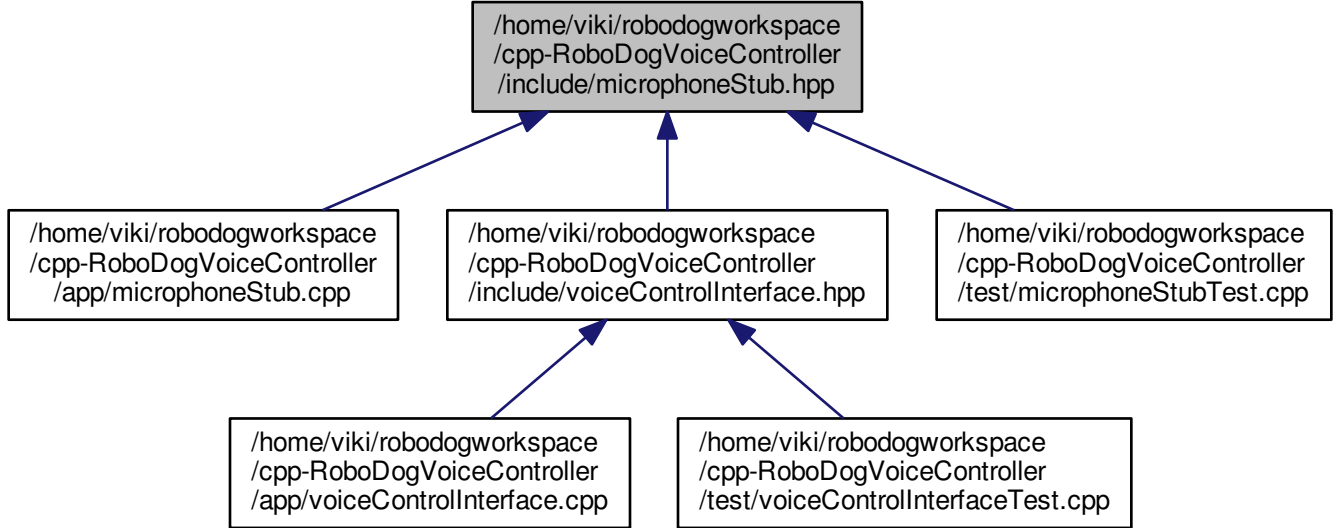 /home/viki/robodogworkspace
/cpp-RoboDogVoiceController
/include/microphoneStub.hpp
/home/viki/robodogworkspace
/cpp-RoboDogVoiceController
/app/microphoneStub.cpp
/home/viki/robodogworkspace
/cpp-RoboDogVoiceController
/include/voiceControlInterface.hpp
/home/viki/robodogworkspace
/cpp-RoboDogVoiceController
/test/microphoneStubTest.cpp
/home/viki/robodogworkspace
/cpp-RoboDogVoiceController
/app/voiceControlInterface.cpp
/home/viki/robodogworkspace
/cpp-RoboDogVoiceController
/test/voiceControlInterfaceTest.cpp